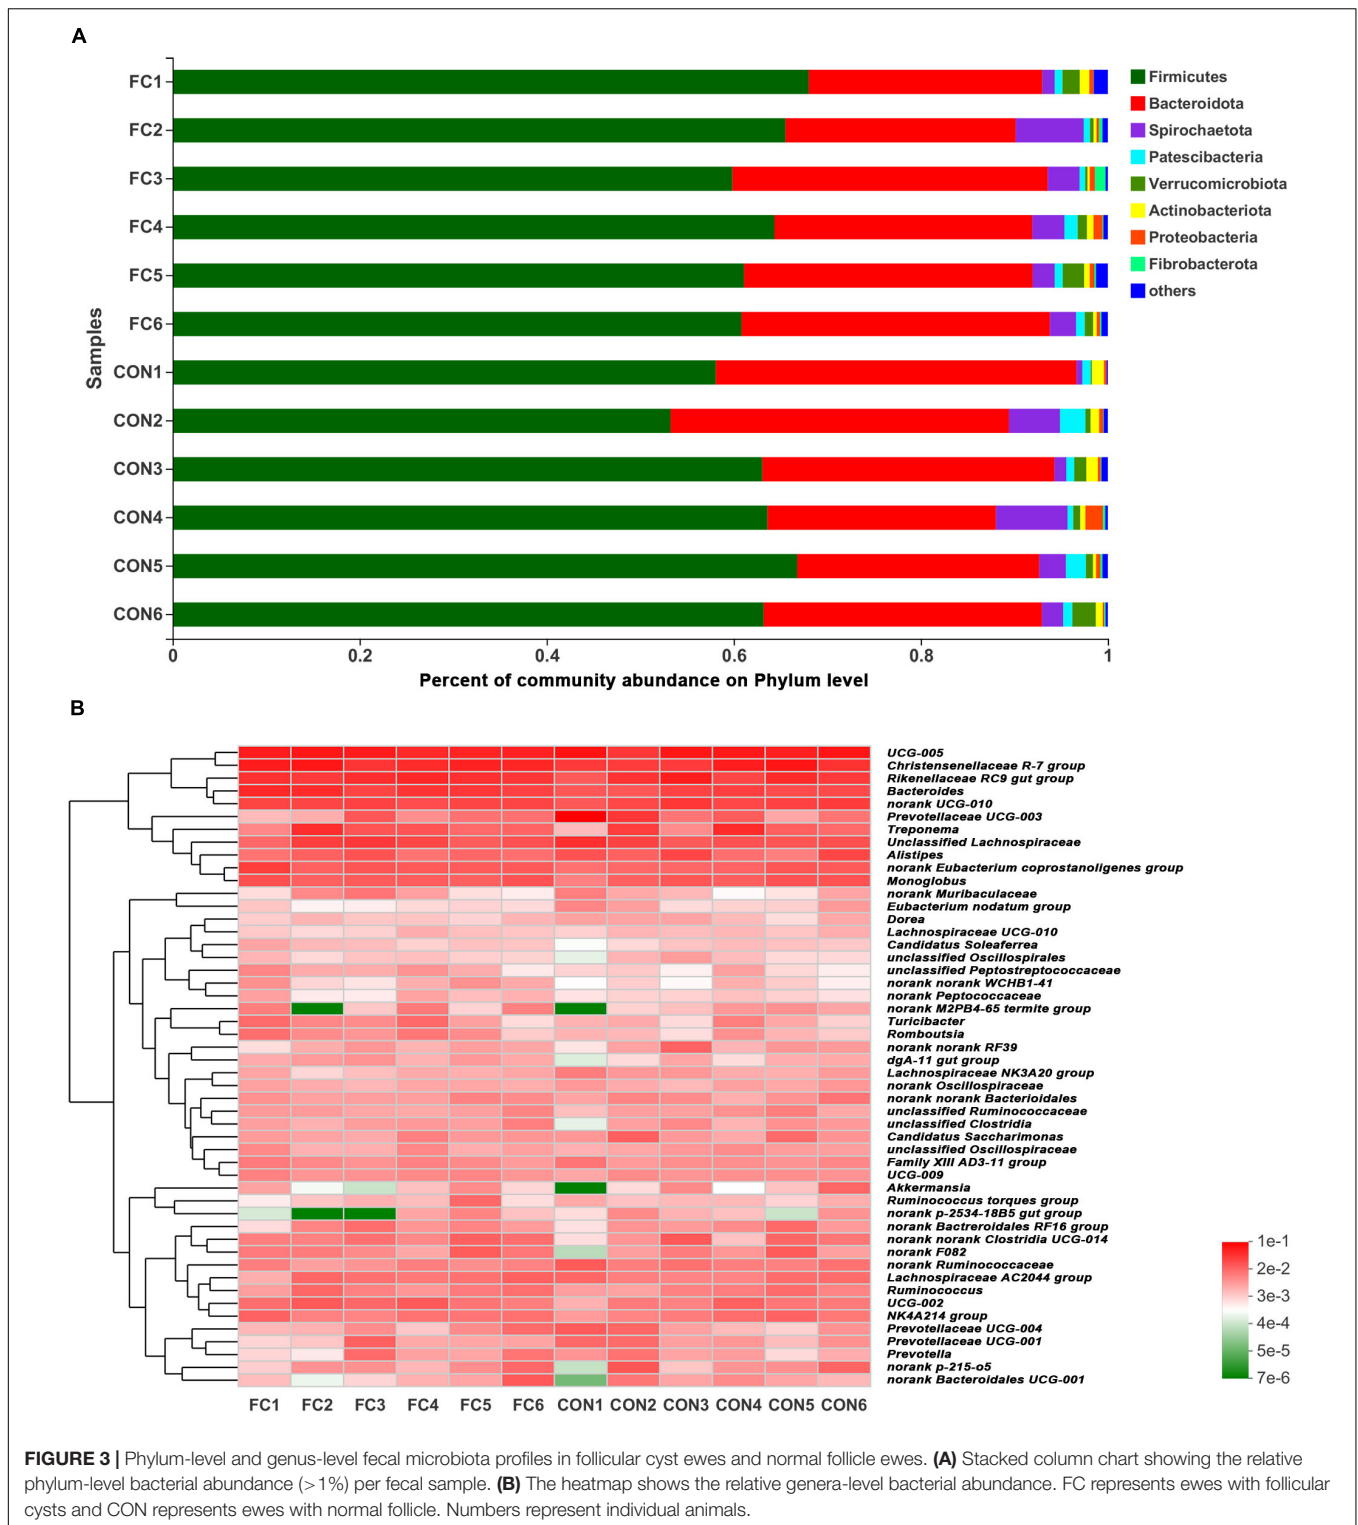 A
FC1
FC2
FC3
FC4
FC5
FC6
CON1
CON2
CON3
CON4
CON5
CON6
Samples
0 0.2 0.4 0.6 0.8 1
Percent of community abundance on Phylum level
Firmicutes
Bacteroidota
Spirochaetota
Patescibacteria
Verrucomicrobiota
Actinobacteriota
Proteobacteria
Fibrobacterota
others
B
UCG-005
Christensenellaceae R-7 group
Rikenellaceae RC9 gut group
Bacteroides
norank UCG-010
Prevotellaceae UCG-003
Treponema
Unclassified Lachnospiraceae
Alistipes
norank Eubacterium coprostanoligenes group
Monoglobus
norank Muribaculaceae
Eubacterium nodatum group
Dorea
Lachnospiraceae UCG-010
Candidatus Soleaferrea
unclassified Oscillospirales
unclassified Peptostreptococcaceae
norank norank WCHB1-41
norank Peptococcaceae
norank M2PB4-65 termite group
Turicibacter
Romboutsia
norank norank RF39
dgA-11 gut group
Lachnospiraceae NK3A20 group
norank Oscillospiraceae
norank norank Bacterioidales
unclassified Ruminococcaceae
unclassified Clostridia
Candidatus Saccharimonas
unclassified Oscillospiraceae
Family XIII AD3-11 group
UCG-009
Akkermansia
Ruminococcus torques group
norank p-2534-18B5 gut group
norank Bactreroidales RF16 group
norank norank Clostridia UCG-014
norank F082
norank Ruminococcaceae
Lachnospiraceae AC2044 group
Ruminococcus
UCG-002
NK4A214 group
Prevotellaceae UCG-004
Prevotellaceae UCG-001
Prevotella
norank p-215-o5
norank Bacteroidales UCG-001
FC1 FC2 FC3 FC4 FC5 FC6 CON1 CON2 CON3 CON4 CON5 CON6
1e-1
2e-2
3e-3
4e-4
5e-5
7e-6
FIGURE 3 | Phylum-level and genus-level fecal microbiota profiles in follicular cyst ewes and normal follicle ewes. (A) Stacked column chart showing the relative
phylum-level bacterial abundance (>1%) per fecal sample. (B) The heatmap shows the relative genera-level bacterial abundance. FC represents ewes with follicular
cysts and CON represents ewes with normal follicle. Numbers represent individual animals.